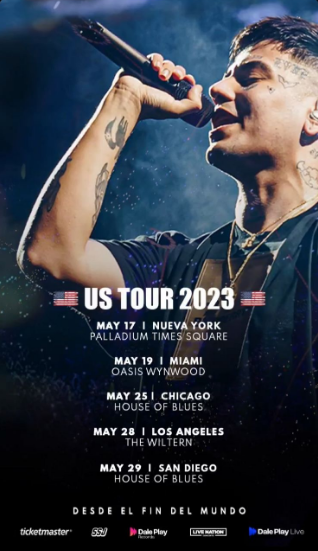 US TOUR 2023
MAY 17 | NUEVA YORK
PALLADIUM TIMES SQUARE
MAY 19 | MIAMI
OASIS WYNWOOD
MAY 25 | CHICAGO
HOUSE OF BLUES
MAY 28 | LOS ANGELES
THE WILTERN
MAY 29 | SAN DIEGO
HOUSE OF BLUES
DESDE EL FIN DEL MUNDO
ticketmaster® Dale Play Records LIVE NATION Dale Play Live